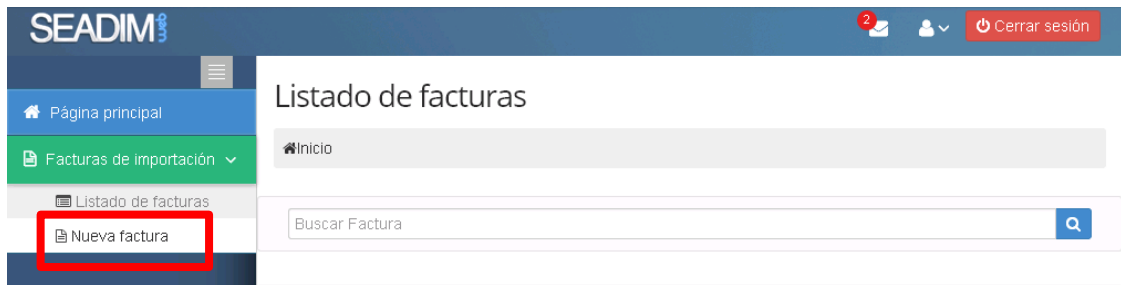 SEADIM web
2
Cerrar sesión
Página principal
Facturas de importación
Listado de facturas
Nueva factura
Listado de facturas
Inicio
Buscar Factura